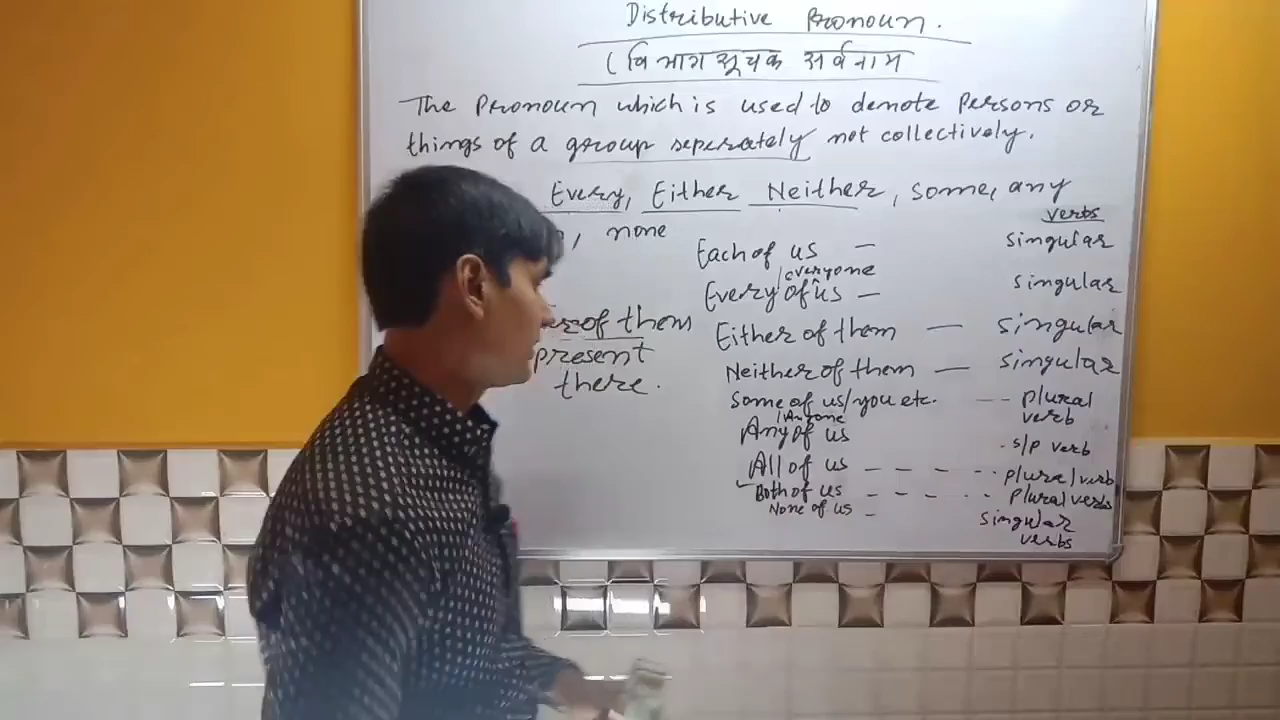 Distributive Pronoun.
(विभागसूचक सर्वनाम
The Pronoun which is used to denote Persons or
things of a group seperately not collectively.
Every, Either Neither, some, any
none
verbs
Each of us — singular
/everyone
Every of us — singular
Either of them — singular
Neither of them — singular
Some of us/you etc. -- plural verb
/Anyone
Any of us - s/p verb
All of us - - - - -- plural verb
Both of us - - - -- plural verbs
None of us - singular verbs
of them
present
there.